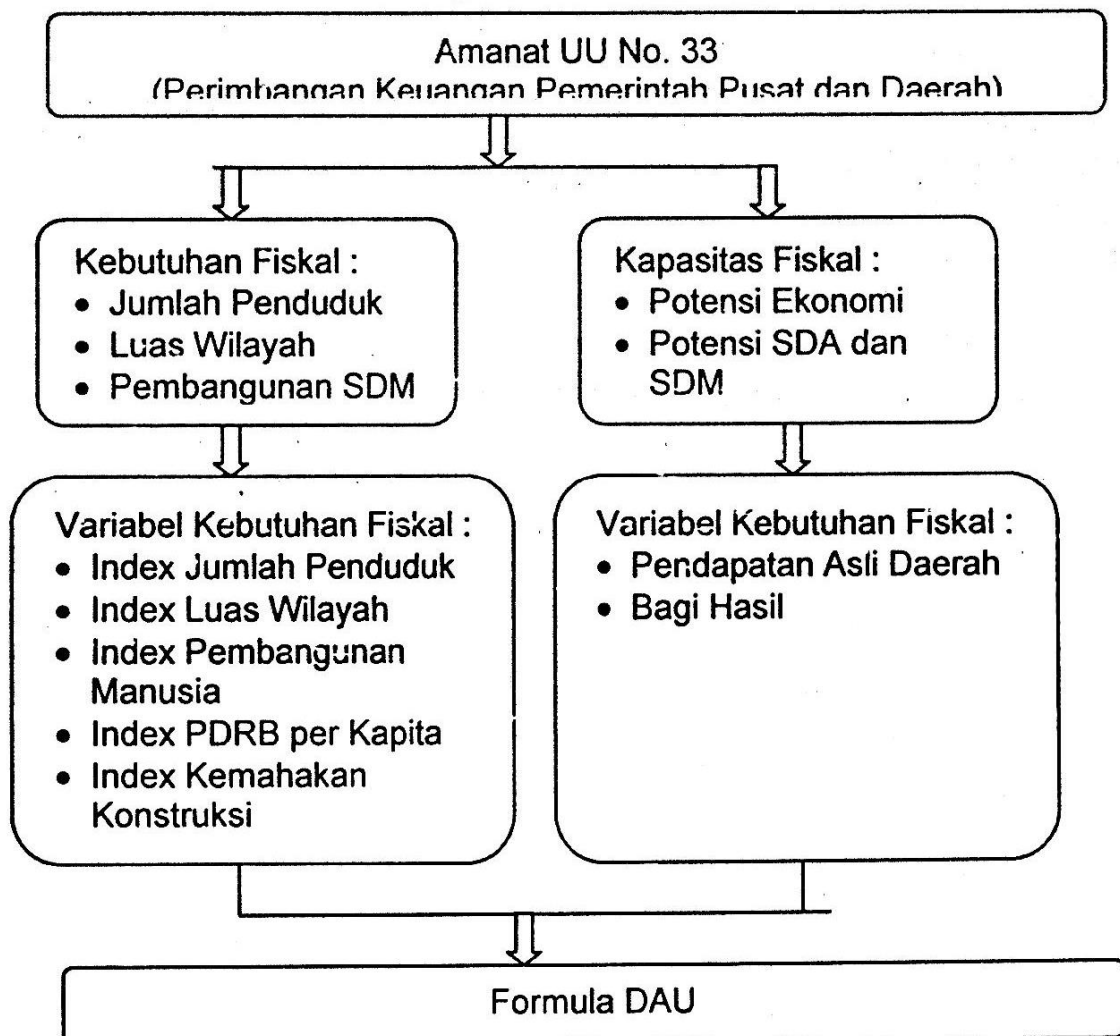 Amanat UU No. 33
(Perimbangan Keuangan Pemerintah Pusat dan Daerah)
Kebutuhan Fiskal :
• Jumlah Penduduk
• Luas Wilayah
• Pembangunan SDM
Kapasitas Fiskal :
• Potensi Ekonomi
• Potensi SDA dan
SDM
Variabel Kebutuhan Fiskal :
• Index Jumlah Penduduk
• Index Luas Wilayah
• Index Pembangunan
Manusia
• Index PDRB per Kapita
• Index Kemahakan
Konstruksi
Variabel Kebutuhan Fiskal :
• Pendapatan Asli Daerah
• Bagi Hasil
Formula DAU